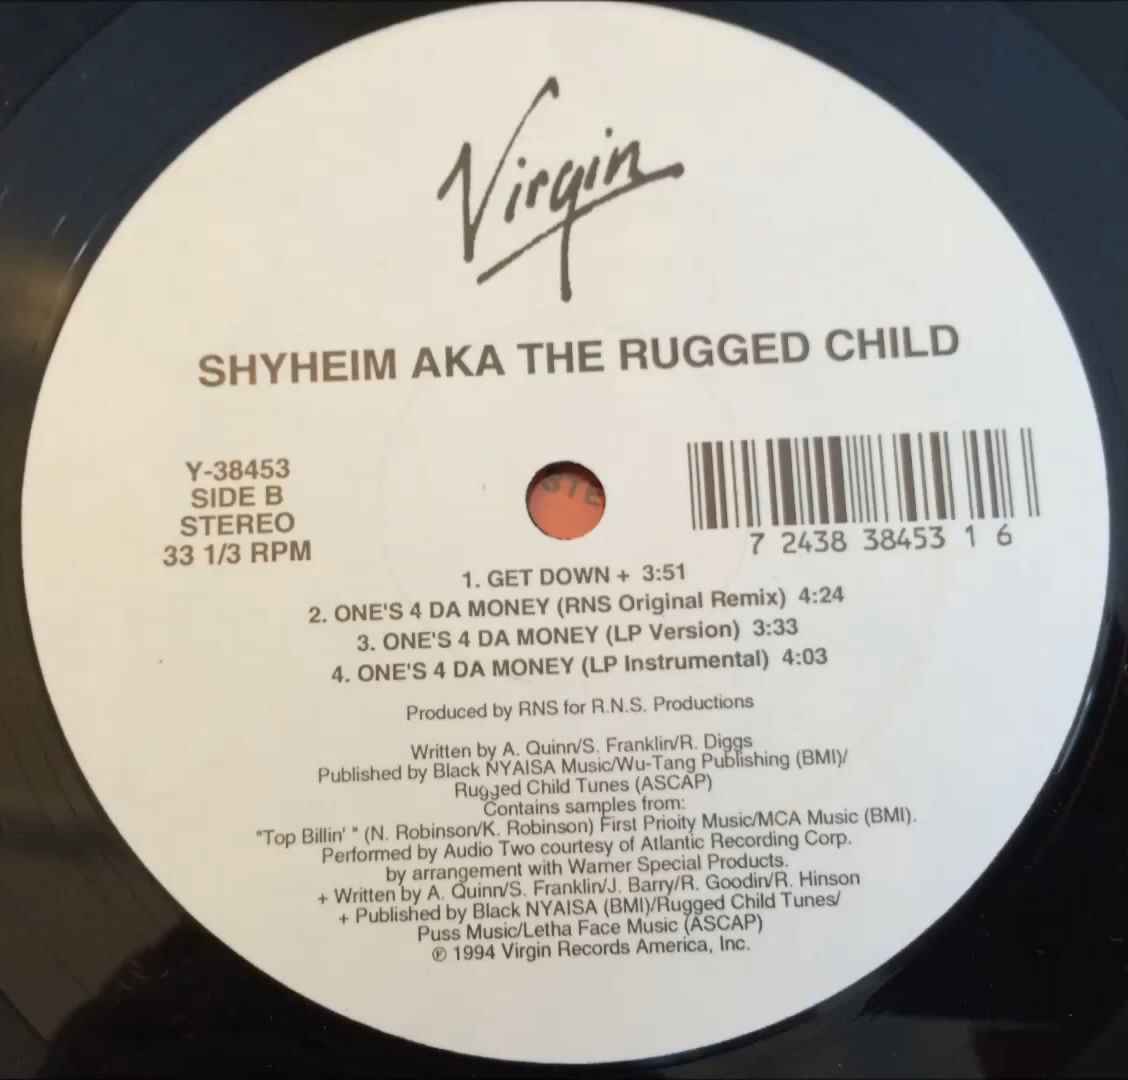 Virgin
SHYHEIM AKA THE RUGGED CHILD
Y-38453
SIDE B
STEREO
33 1/3 RPM
STE
7 2438 38453 1 6
1. GET DOWN + 3:51
2. ONE'S 4 DA MONEY (RNS Original Remix) 4:24
3. ONE'S 4 DA MONEY (LP Version) 3:33
4. ONE'S 4 DA MONEY (LP Instrumental) 4:03
Produced by RNS for R.N.S. Productions
Written by A. Quinn/S. Franklin/R. Diggs
Published by Black NYAISA Music/Wu-Tang Publishing (BMI)/
Rugged Child Tunes (ASCAP)
Contains samples from:
"Top Billin' " (N. Robinson/K. Robinson) First Prioity Music/MCA Music (BMI).
Performed by Audio Two courtesy of Atlantic Recording Corp.
by arrangement with Warner Special Products.
+ Written by A. Quinn/S. Franklin/J. Barry/R. Goodin/R. Hinson
+ Published by Black NYAISA (BMI)/Rugged Child Tunes/
Puss Music/Letha Face Music (ASCAP)
℗ 1994 Virgin Records America, Inc.